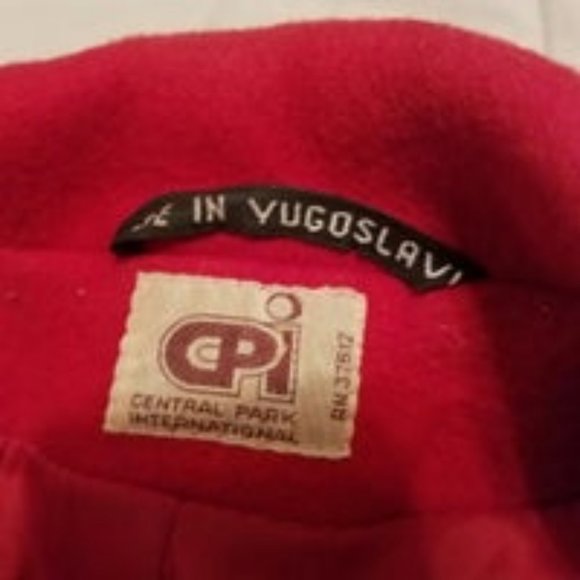 IN YUGOSLAVI
CPi
CENTRAL PARK
INTERNATIONAL
RN 37612